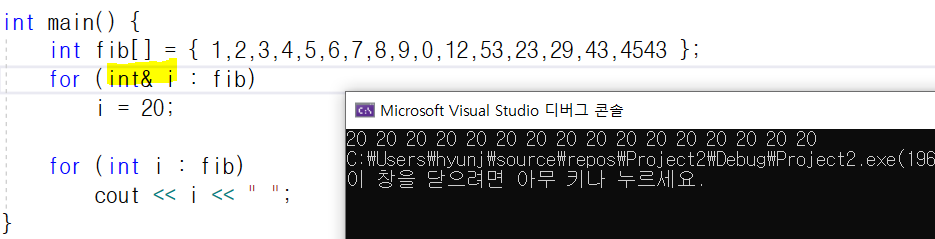 int main() {
int fib[] = { 1,2,3,4,5,6,7,8,9,0,12,53,23,29,43,4543 };
for (int& i : fib)
i = 20;
Microsoft Visual Studio 디버그 콘솔
20 20 20 20 20 20 20 20 20 20 20 20 20 20 20 20
for (int i : fib)
C:₩Users₩hyunj₩source₩repos₩Project2₩Debug₩Project2.exe(196
cout << i << " ";
이 창을 닫으려면 아무 키나 누르세요.
}